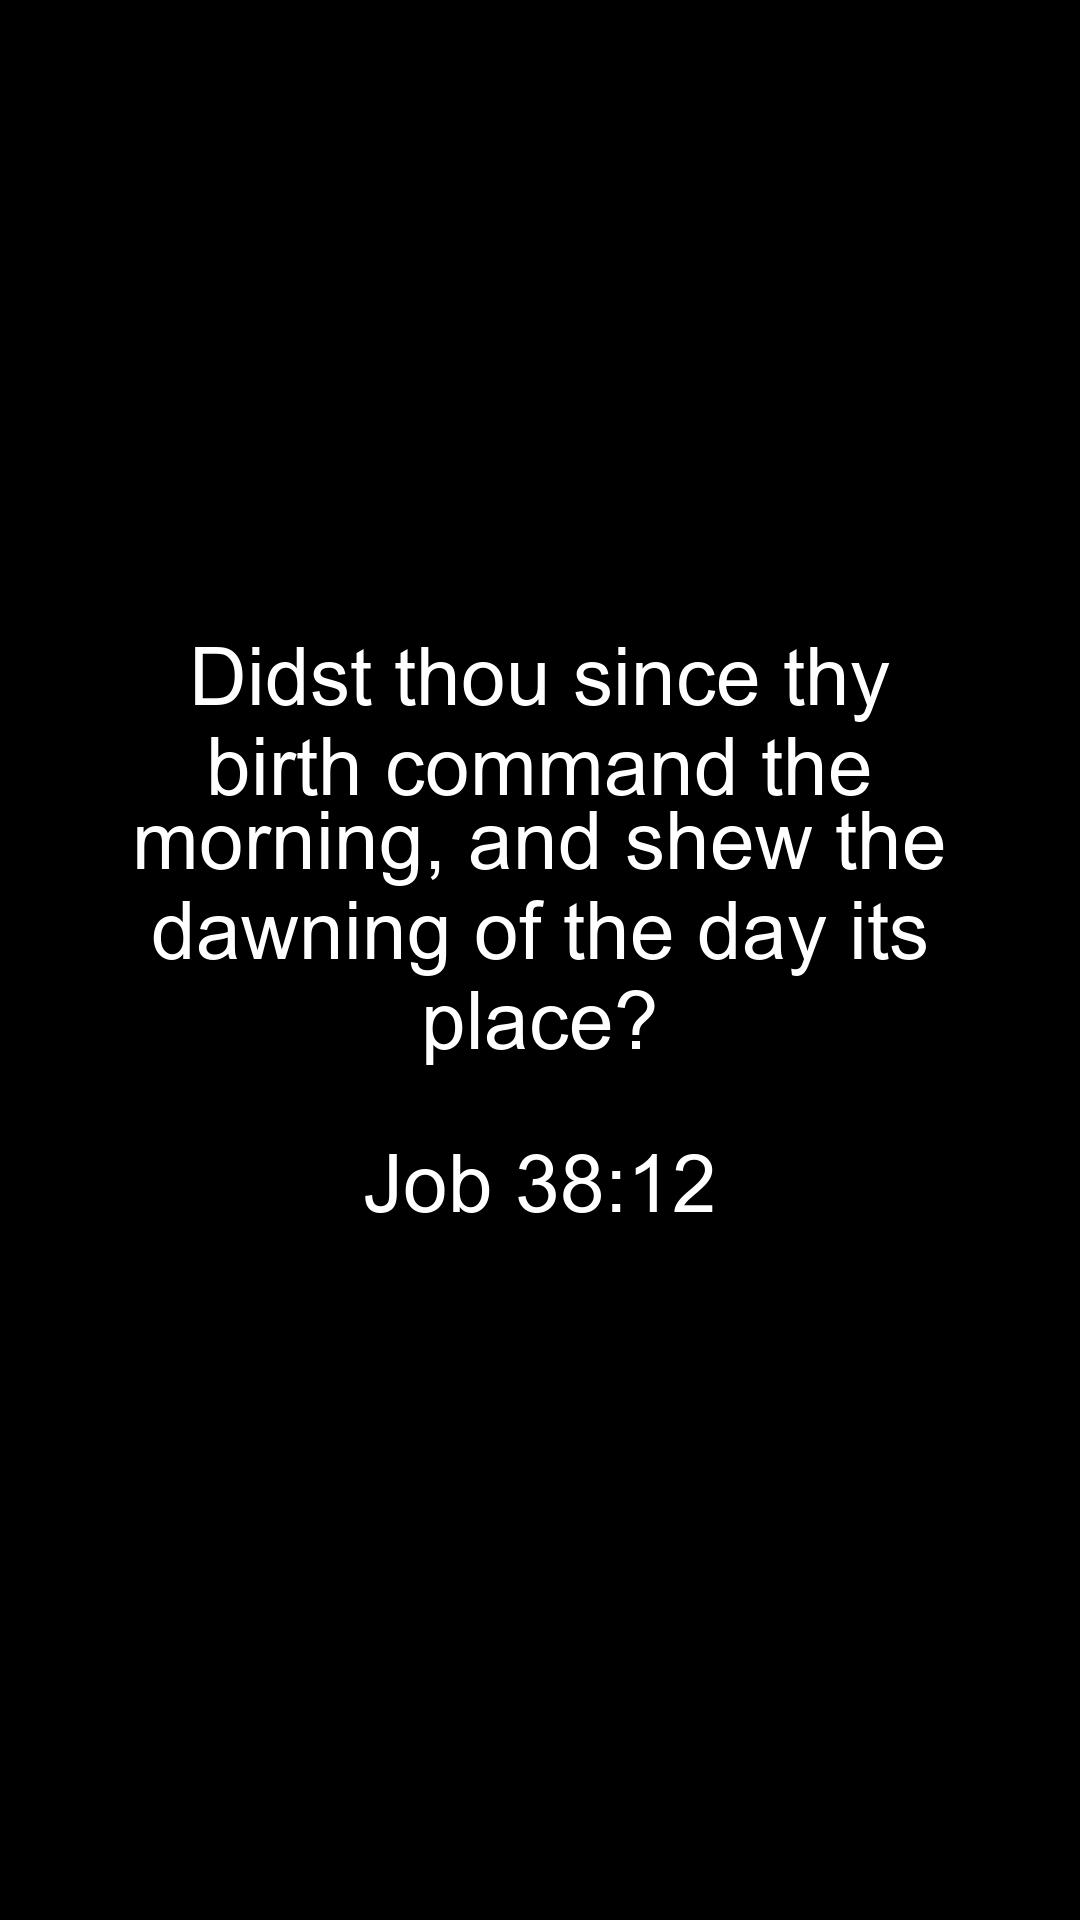 Didst thou since thy
birth command the
morning, and shew the
dawning of the day its
place?
Job 38:12